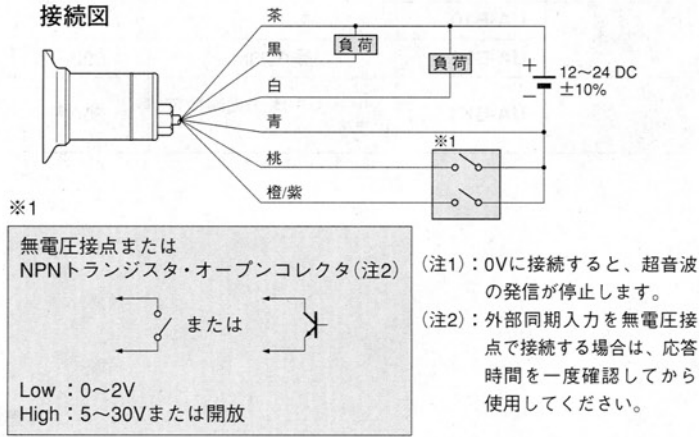 接続図
茶
黒
負荷
負荷
白
青
桃
橙/紫
+
−
12〜24 DC
±10%
※1
※1
無電圧接点または
NPNトランジスタ・オープンコレクタ(注2)
または
Low :0〜2V
High:5〜30Vまたは開放
(注1):0Vに接続すると、超音波
の発信が停止します。
(注2):外部同期入力を無電圧接
点で接続する場合は、応答
時間を一度確認してから
使用してください。